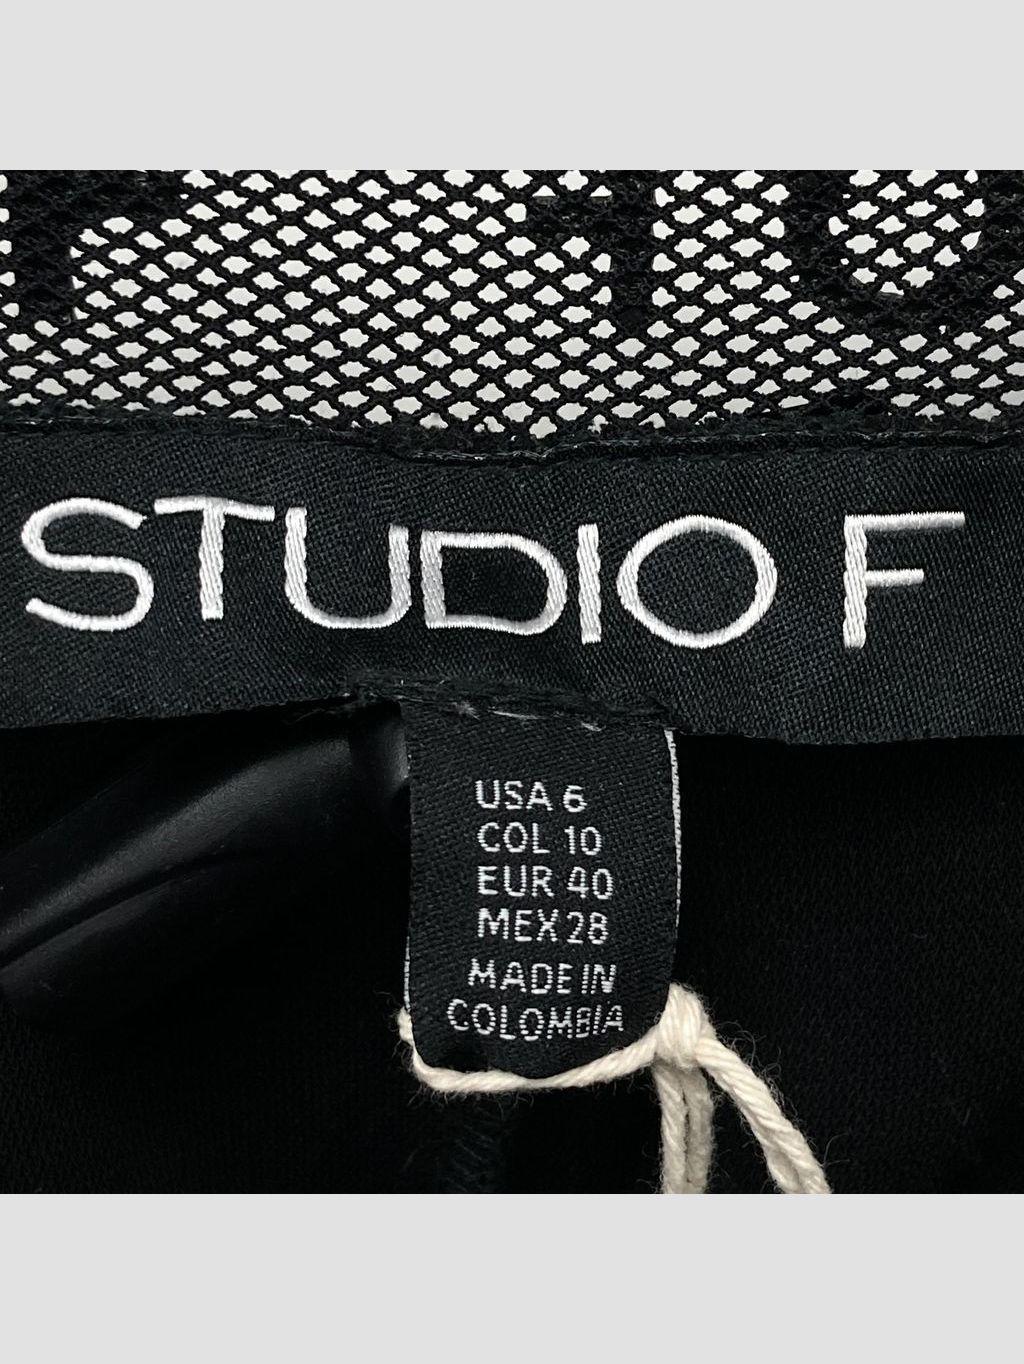 STUDIO F
USA 6
COL 10
EUR 40
MEX 28
MADE IN
COLOMBIA